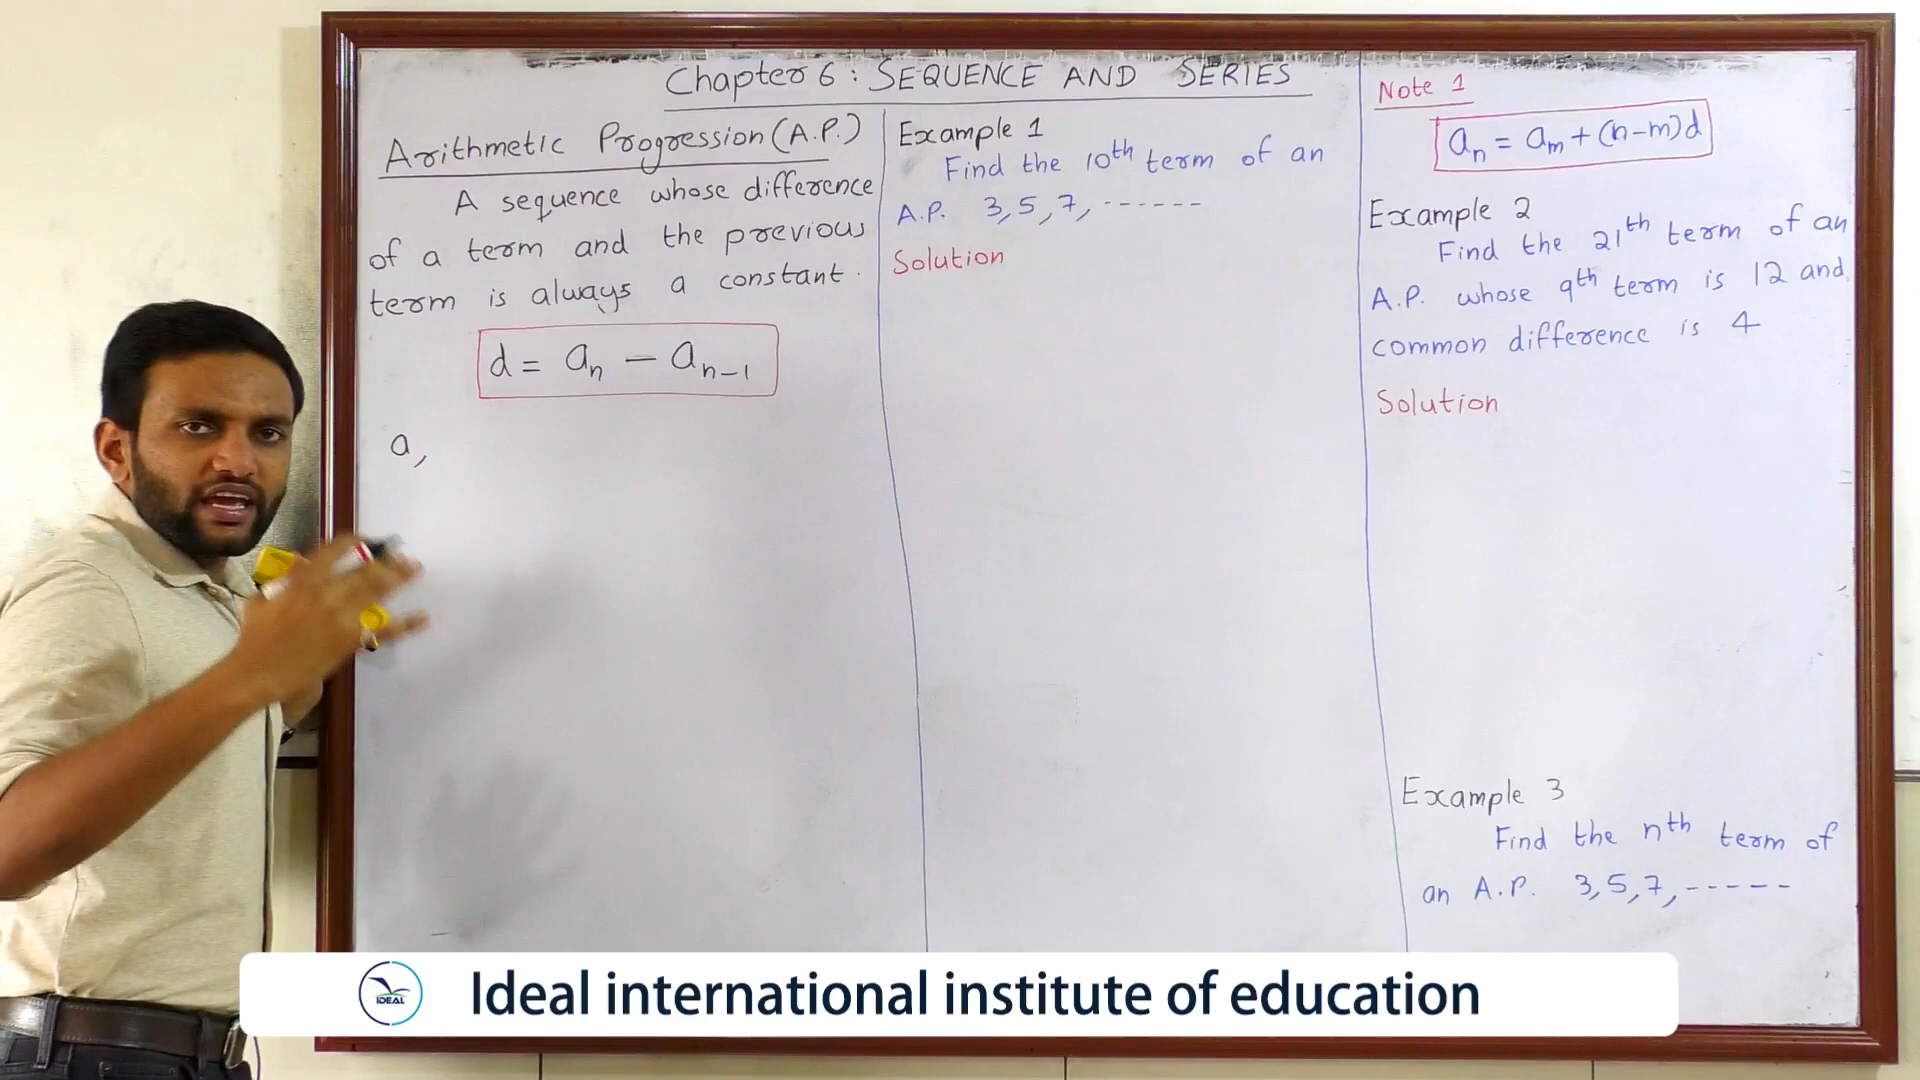 Chapter 6 : SEQUENCE AND SERIES
Arithmetic Progression (A.P.)
A sequence whose difference
of a term and the previous
term is always a constant.
d = aₙ − aₙ₋₁
a,
Example 1
Find the 10th term of an
A.P. 3, 5, 7, ------
Solution
Note 1
aₙ = aₘ + (n-m)d
Example 2
Find the 21th term of an
A.P. whose 9th term is 12 and
common difference is 4
Solution
Example 3
Find the nth term of
an A.P. 3, 5, 7, -----
IDEAL
Ideal international institute of education